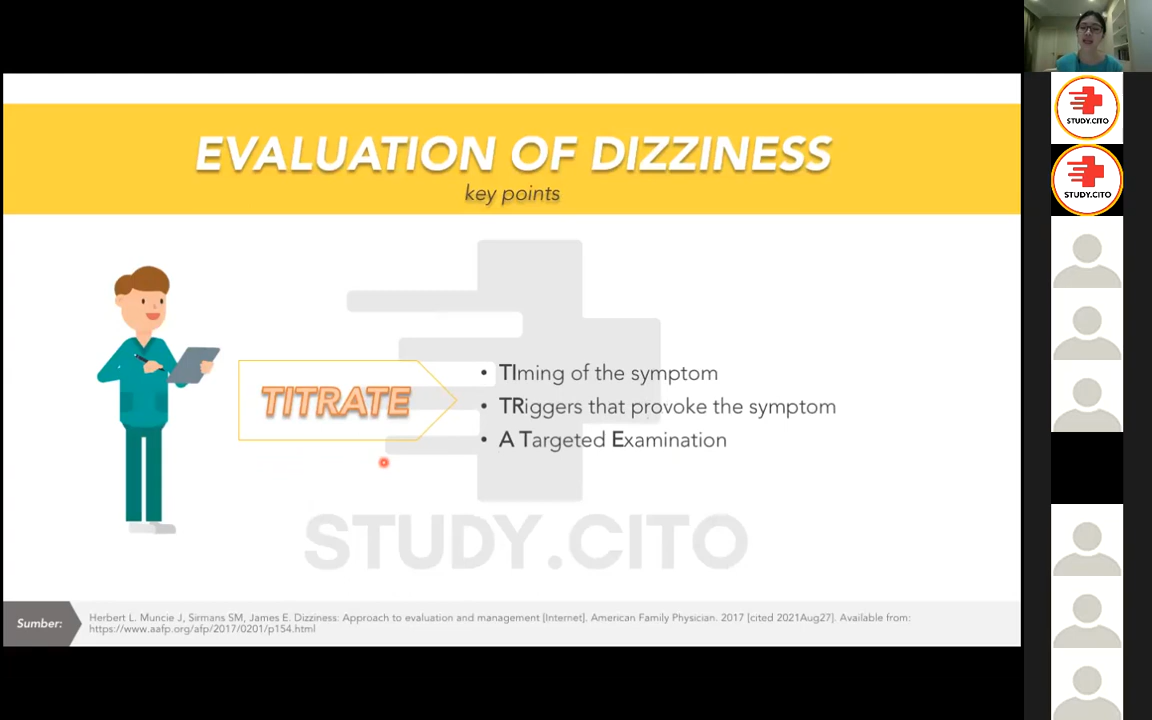 EVALUATION OF DIZZINESS
key points
TITRATE
• TIming of the symptom
• TRiggers that provoke the symptom
• A Targeted Examination
STUDY.CITO
Sumber:
Herbert L. Muncie J, Sirmans SM, James E. Dizziness: Approach to evaluation and management [Internet]. American Family Physician. 2017 [cited 2021Aug27]. Available from:
https://www.aafp.org/afp/2017/0201/p154.html
STUDY.CITO
STUDY.CITO